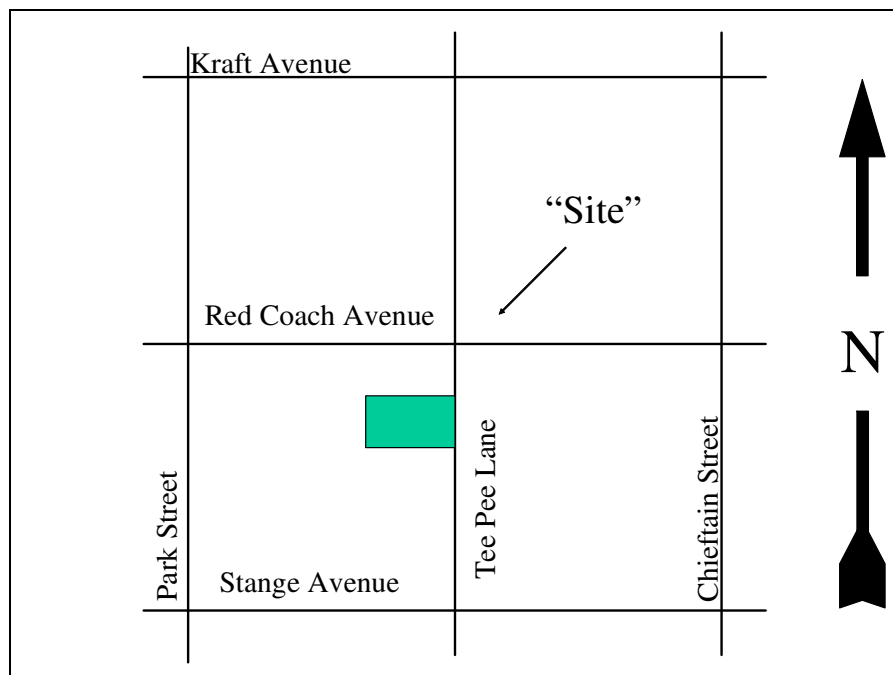 Kraft Avenue
“Site”
Red Coach Avenue
N
Park Street
Tee Pee Lane
Chieftain Street
Stange Avenue